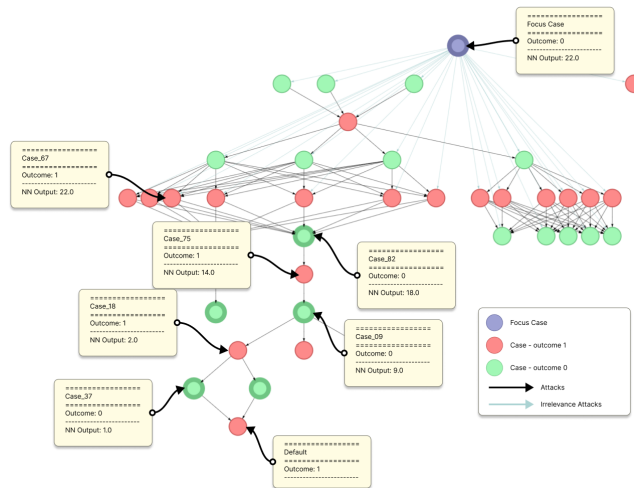 =================
Focus Case
=================
Outcome: 0
------------------------
NN Output: 22.0
=================
Case_67
=================
Outcome: 1
------------------------
NN Output: 22.0
=================
Case_75
=================
Outcome: 1
------------------------
NN Output: 14.0
=================
Case_82
=================
Outcome: 0
------------------------
NN Output: 18.0
=================
Case_18
=================
Outcome: 1
------------------------
NN Output: 2.0
=================
Case_09
=================
Outcome: 0
------------------------
NN Output: 9.0
=================
Case_37
=================
Outcome: 0
------------------------
NN Output: 1.0
=================
Default
=================
Outcome: 1
------------------------
Focus Case
Case - outcome 1
Case - outcome 0
Attacks
Irrelevance Attacks